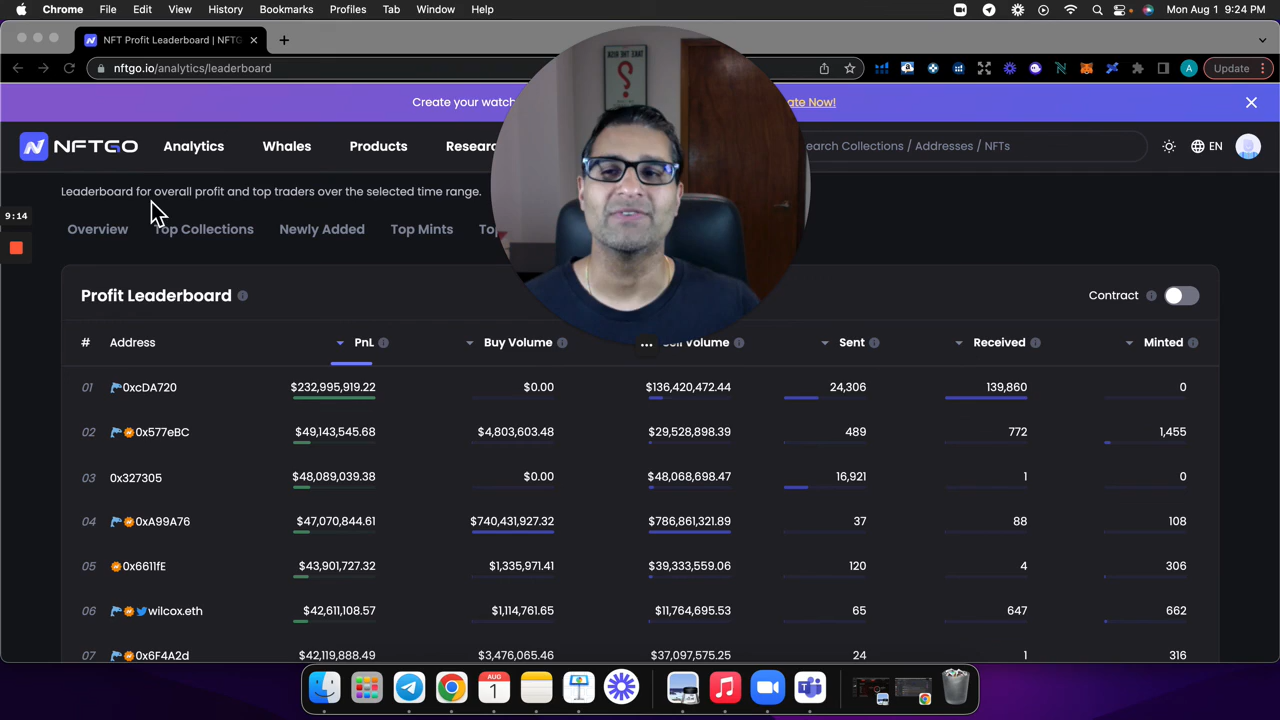 Chrome File Edit View History Bookmarks Profiles Tab Window Help Mon Aug 1 9:24 PM
NFT Profit Leaderboard | NFTG
nftgo.io/analytics/leaderboard A Update
Create your watch ate Now!
NFTGO Analytics Whales Products Resear earch Collections / Addresses / NFTs EN
TAKE THE RISK
Leaderboard for overall profit and top traders over the selected time range.
9:14
Overview Top Collections Newly Added Top Mints Top
Profit Leaderboard Contract
# Address PnL Buy Volume Sell Volume Sent Received Minted
01 0xcDA720 $232,995,919.22 $0.00 $136,420,472.44 24,306 139,860 0
02 0x577eBC $49,143,545.68 $4,803,603.48 $29,528,898.39 489 772 1,455
03 0x327305 $48,089,039.38 $0.00 $48,068,698.47 16,921 1 0
04 0xA99A76 $47,070,844.61 $740,431,927.32 $786,861,321.89 37 88 108
05 0x6611fE $43,901,727.32 $1,335,971.41 $39,333,559.06 120 4 306
06 wilcox.eth $42,611,108.57 $1,114,761.65 $11,764,695.53 65 647 662
07 0x6F4A2d $42,119,888.49 $3,476,065.46 $37,097,575.25 24 1 316
AUG
1